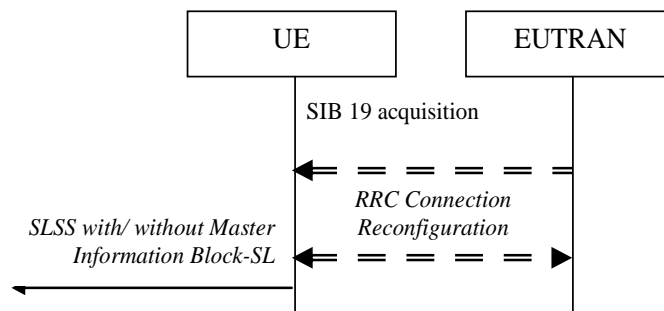 UE
EUTRAN
SIB 19 acquisition
RRC Connection
Reconfiguration
SLSS with/ without Master
Information Block-SL